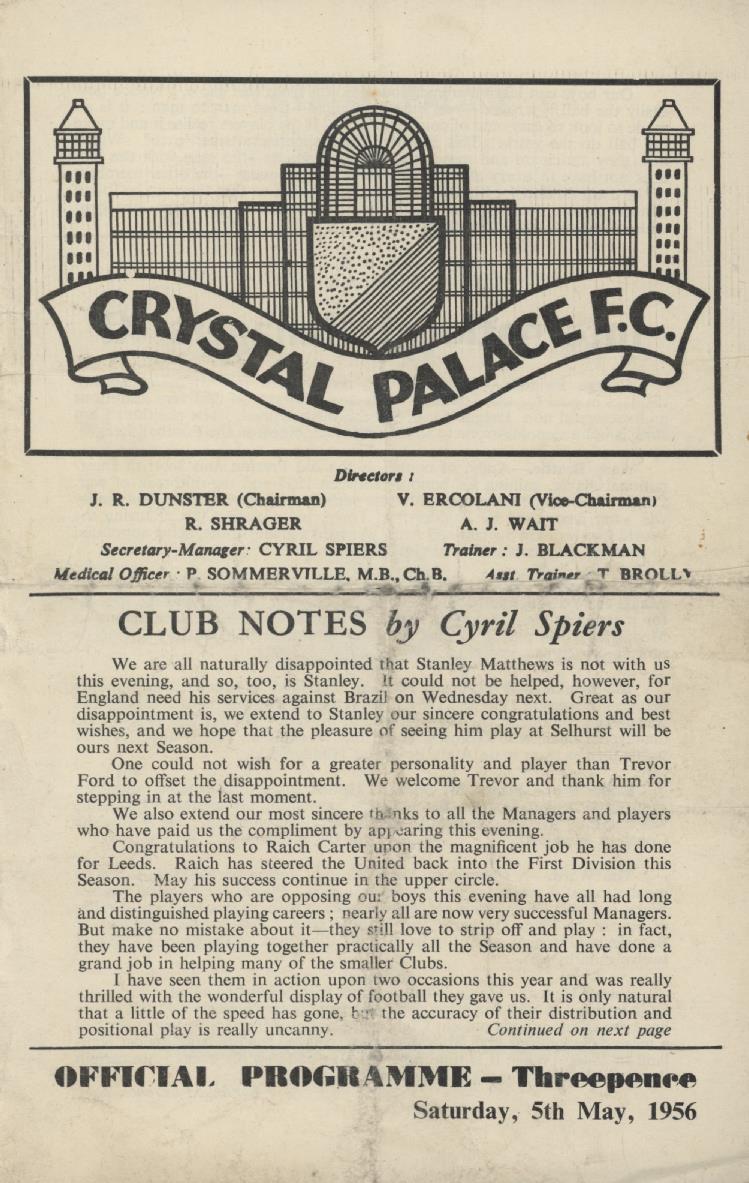 CRYSTAL PALACE F.C.
Directors :
J. R. DUNSTER (Chairman) V. ERCOLANI (Vice-Chairman)
R. SHRAGER A. J. WAIT
Secretary-Manager: CYRIL SPIERS Trainer : J. BLACKMAN
Medical Officer : P. SOMMERVILLE, M.B., Ch.B. Asst. Trainer : T BROLLY
CLUB NOTES by Cyril Spiers
We are all naturally disappointed that Stanley Matthews is not with us
this evening, and so, too, is Stanley. It could not be helped, however, for
England need his services against Brazil on Wednesday next. Great as our
disappointment is, we extend to Stanley our sincere congratulations and best
wishes, and we hope that the pleasure of seeing him play at Selhurst will be
ours next Season.
One could not wish for a greater personality and player than Trevor
Ford to offset the disappointment. We welcome Trevor and thank him for
stepping in at the last moment.
We also extend our most sincere thanks to all the Managers and players
who have paid us the compliment by appearing this evening.
Congratulations to Raich Carter upon the magnificent job he has done
for Leeds. Raich has steered the United back into the First Division this
Season. May his success continue in the upper circle.
The players who are opposing our boys this evening have all had long
and distinguished playing careers ; nearly all are now very successful Managers.
But make no mistake about it—they still love to strip off and play : in fact,
they have been playing together practically all the Season and have done a
grand job in helping many of the smaller Clubs.
I have seen them in action upon two occasions this year and was really
thrilled with the wonderful display of football they gave us. It is only natural
that a little of the speed has gone, but the accuracy of their distribution and
positional play is really uncanny. Continued on next page
OFFICIAL PROGRAMME — Threepence
Saturday, 5th May, 1956